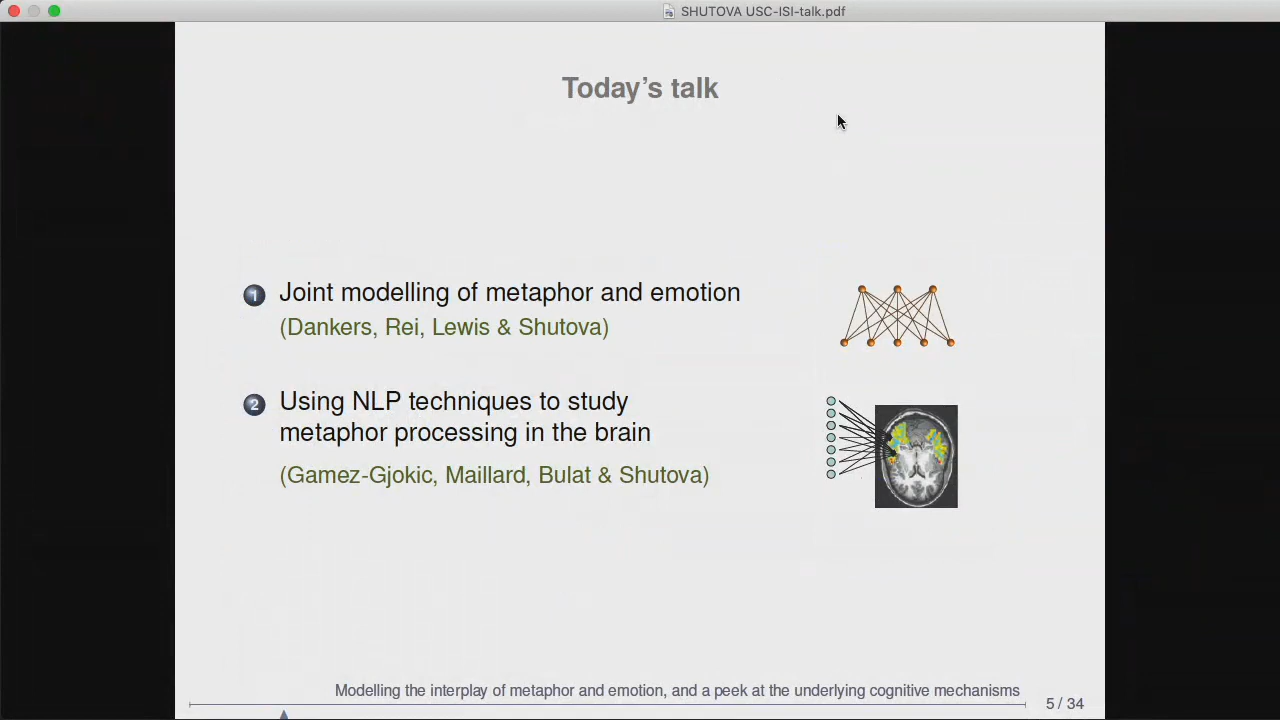 SHUTOVA USC-ISI-talk.pdf
Today's talk
1 Joint modelling of metaphor and emotion
(Dankers, Rei, Lewis & Shutova)
2 Using NLP techniques to study
metaphor processing in the brain
(Gamez-Gjokic, Maillard, Bulat & Shutova)
Modelling the interplay of metaphor and emotion, and a peek at the underlying cognitive mechanisms
5 / 34